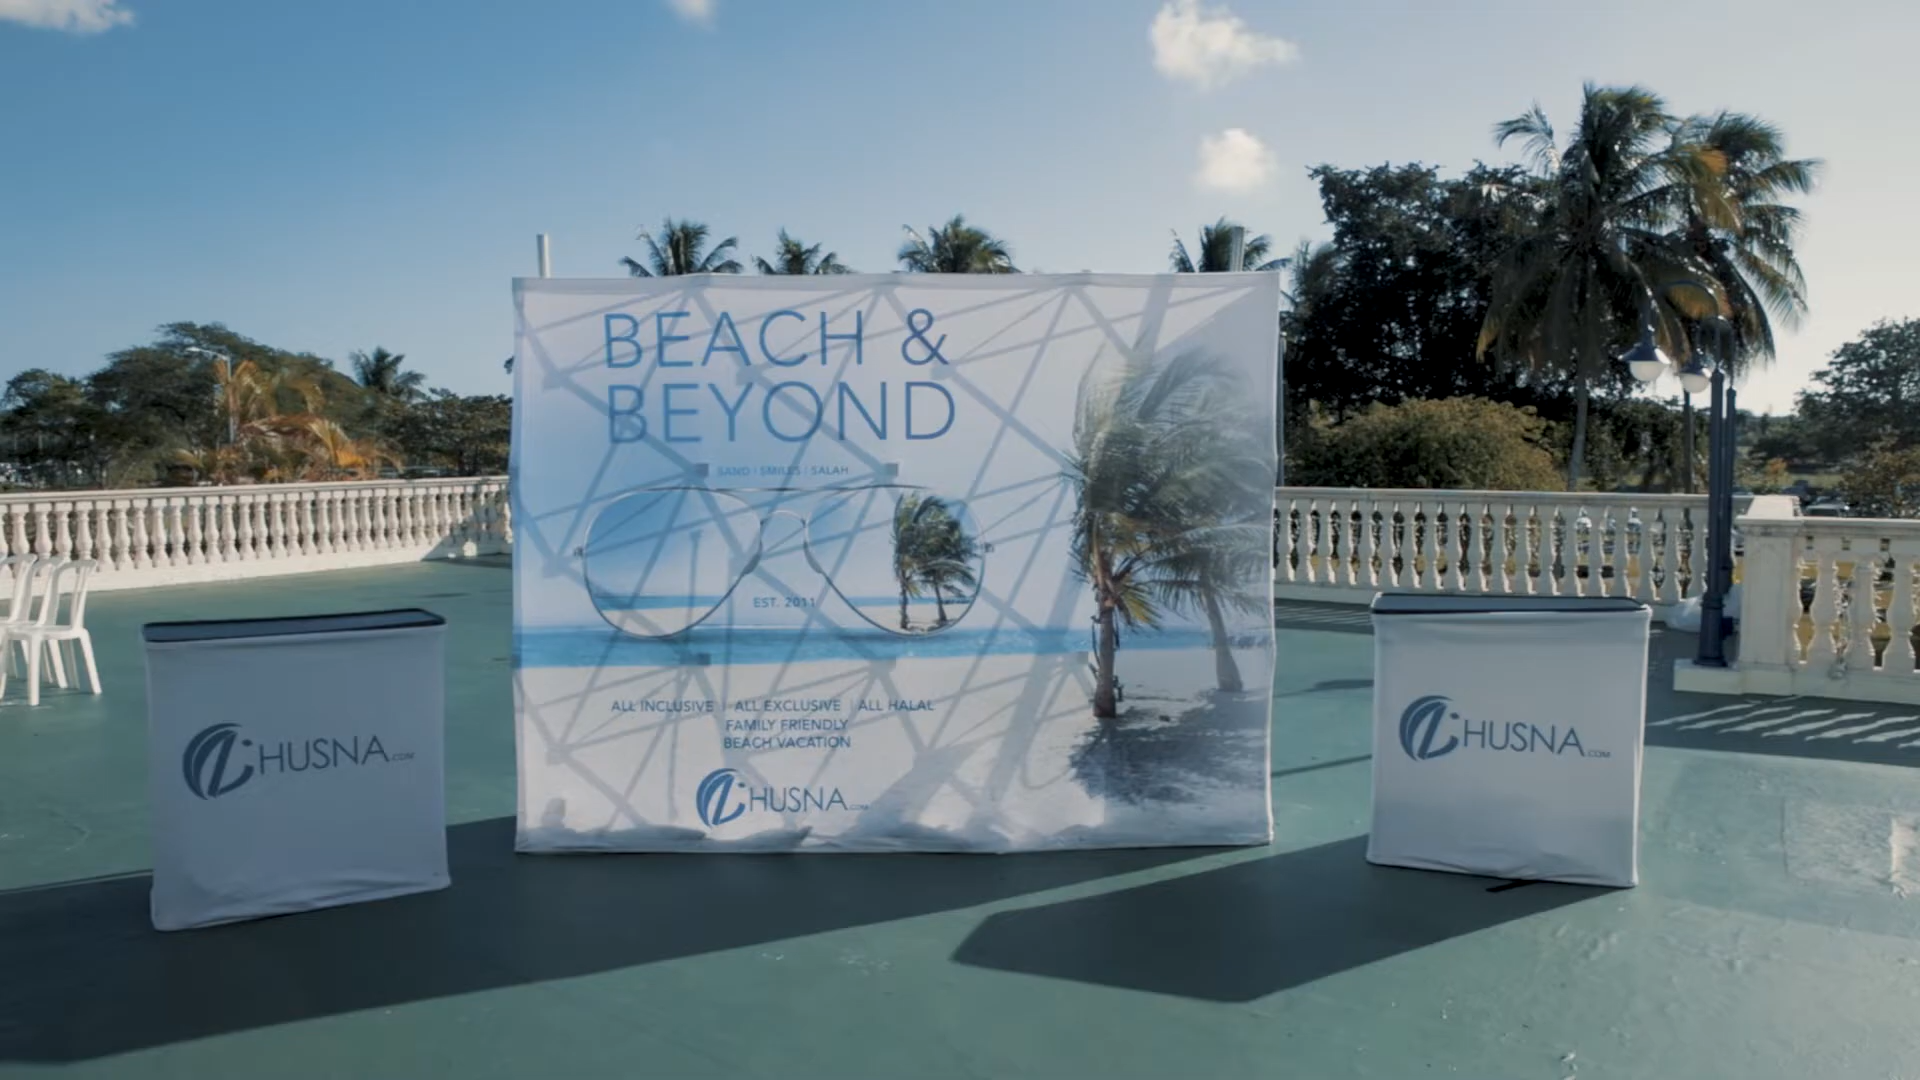 BEACH &
BEYOND
SAND | SMILES | SALAH
EST. 2011
ALL INCLUSIVE | ALL EXCLUSIVE | ALL HALAL
FAMILY FRIENDLY
BEACH VACATION
HUSNA.COM
HUSNA.COM
HUSNA.COM